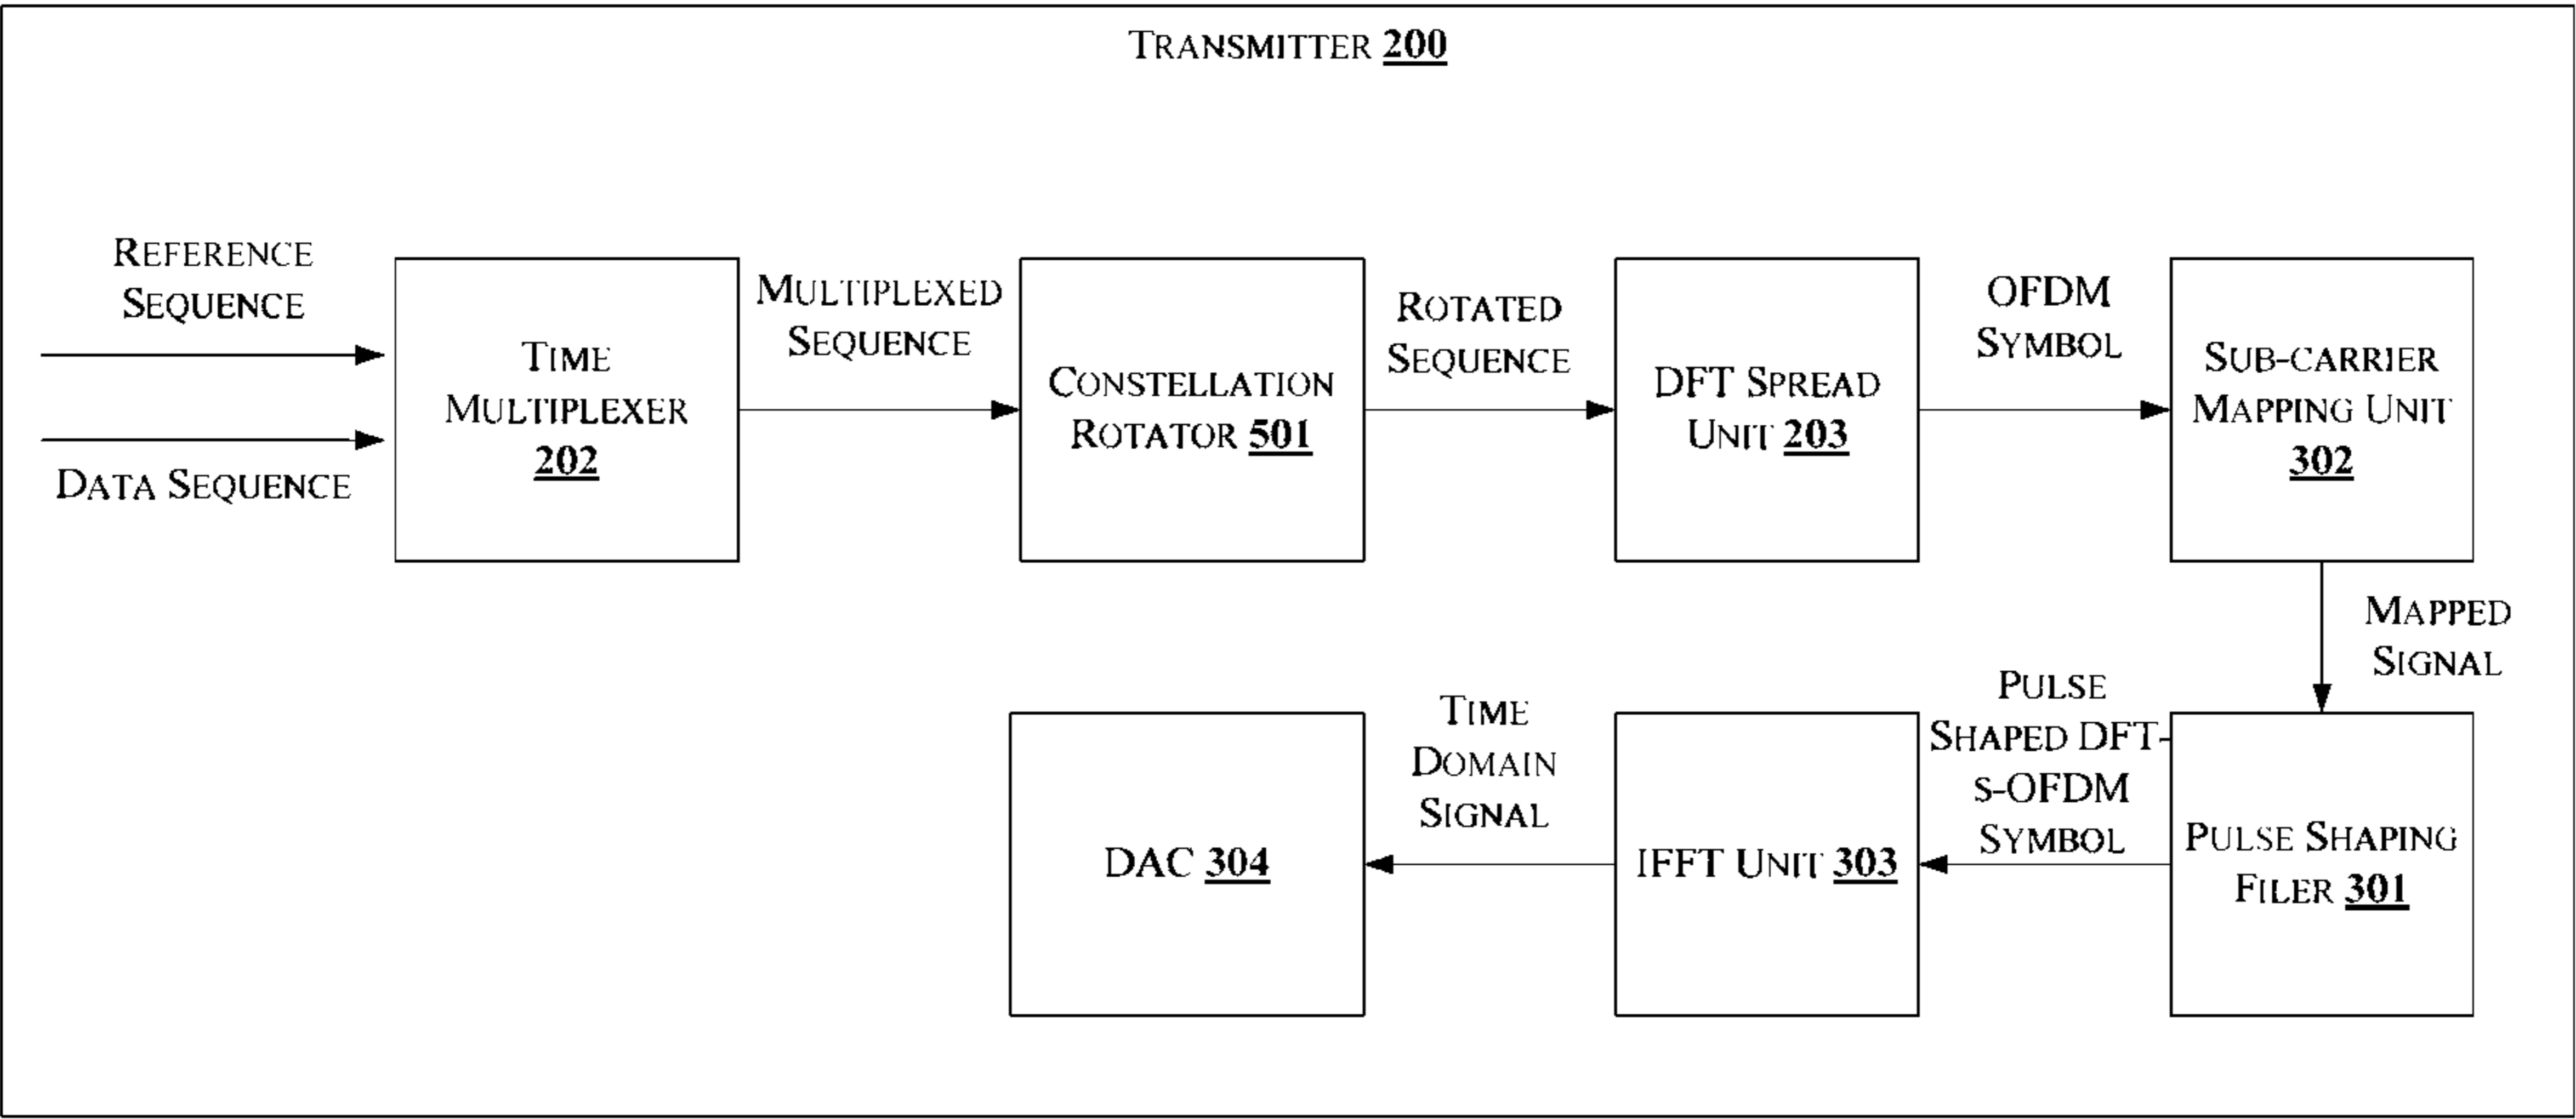 TRANSMITTER 200
REFERENCE
SEQUENCE
DATA SEQUENCE
TIME
MULTIPLEXER
202
MULTIPLEXED
SEQUENCE
CONSTELLATION
ROTATOR 501
ROTATED
SEQUENCE
DFT SPREAD
UNIT 203
OFDM
SYMBOL
SUB-CARRIER
MAPPING UNIT
302
MAPPED
SIGNAL
PULSE SHAPING
FILER 301
PULSE
SHAPED DFT-
S-OFDM
SYMBOL
IFFT UNIT 303
TIME
DOMAIN
SIGNAL
DAC 304